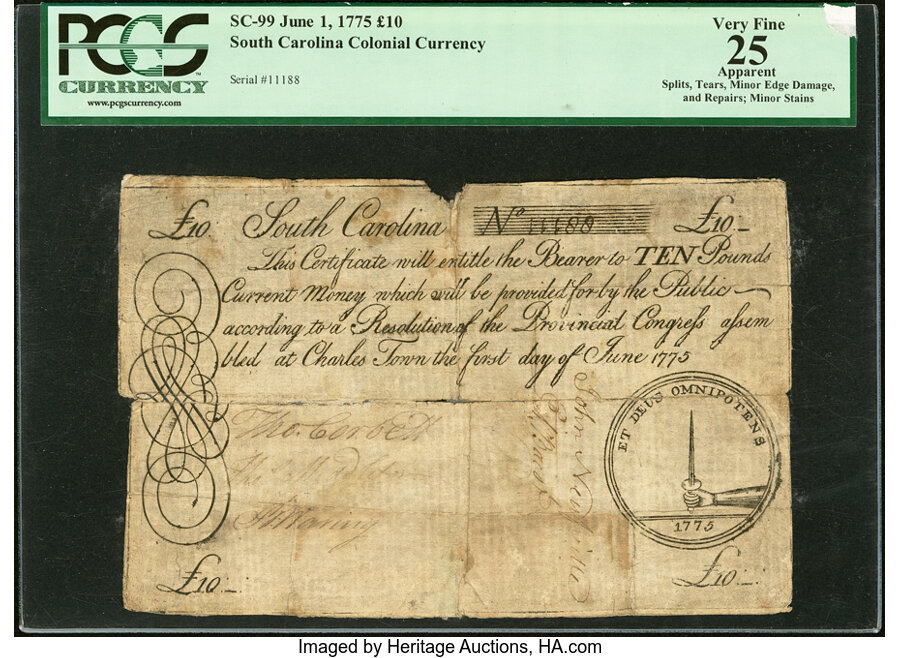 PCGS
CURRENCY
www.pcgscurrency.com
SC-99 June 1, 1775 £10
South Carolina Colonial Currency
Serial #11188
Very Fine
25
Apparent
Splits, Tears, Minor Edge Damage,
and Repairs; Minor Stains
£10 South Carolina No 11188 £10
This Certificate will entitle the Bearer to TEN Pounds
Current Money which will be provided for by the Public
according to a Resolution of the Provincial Congress assem
bled at Charles Town the first day of June 1775
Tho. Corbett
John
ET DEUS OMNIPOTENS
1775
£10 £10
Imaged by Heritage Auctions, HA.com